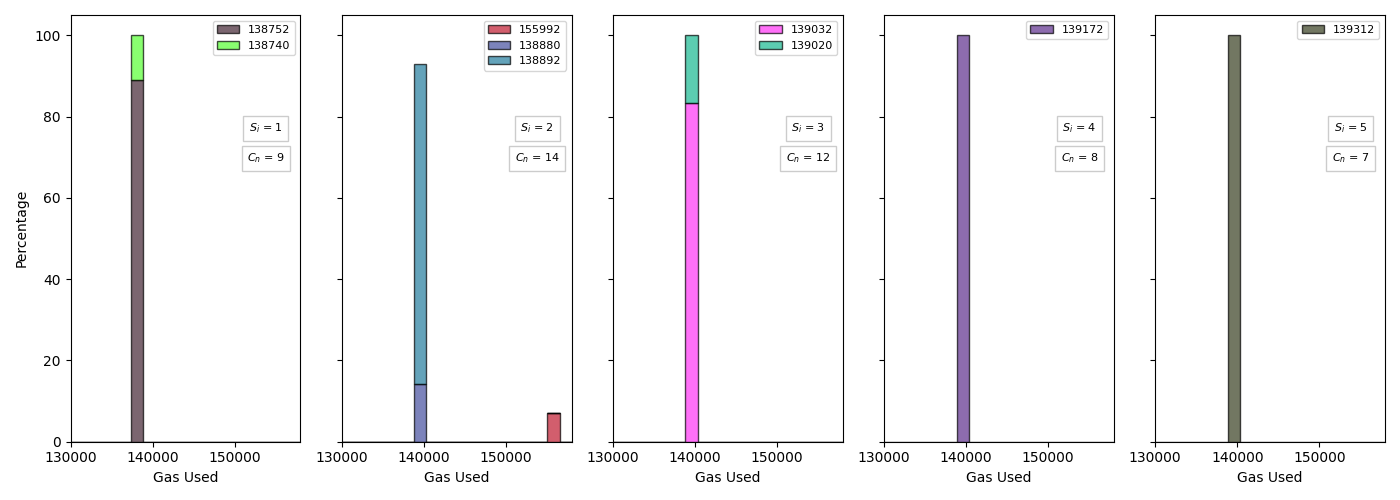 138752
138740
S_i = 1
C_n = 9
155992
138880
138892
S_i = 2
C_n = 14
139032
139020
S_i = 3
C_n = 12
139172
S_i = 4
C_n = 8
139312
S_i = 5
C_n = 7
Percentage
100
80
60
40
20
0
130000 140000 150000
130000 140000 150000
130000 140000 150000
130000 140000 150000
130000 140000 150000
Gas Used
Gas Used
Gas Used
Gas Used
Gas Used